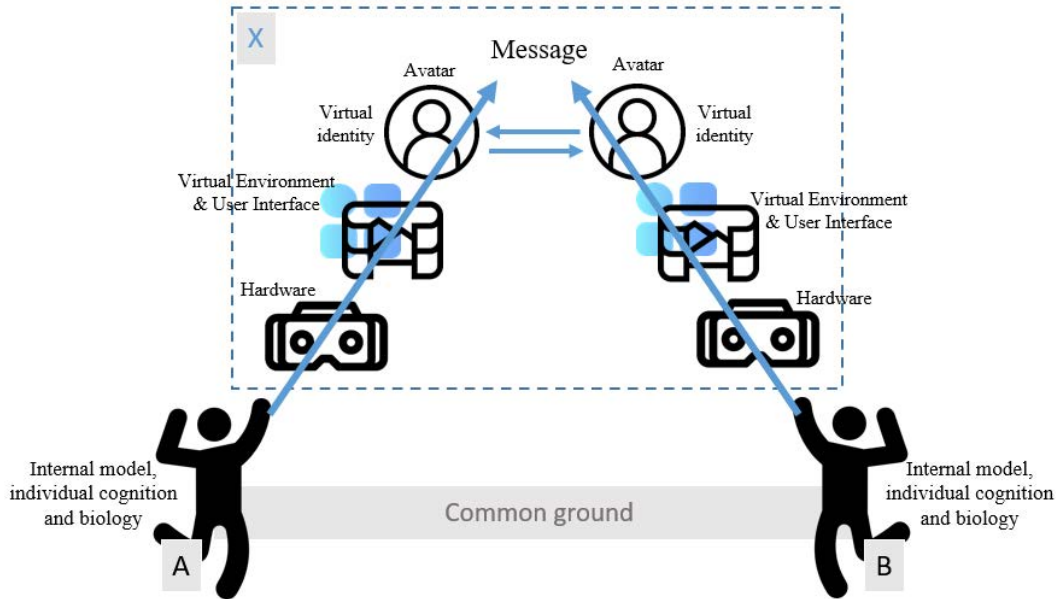 X
Message
Avatar
Avatar
Virtual
identity
Virtual
identity
Virtual Environment
& User Interface
Virtual Environment
& User Interface
Hardware
Hardware
Internal model,
individual cognition
and biology
Internal model,
individual cognition
and biology
Common ground
A
B